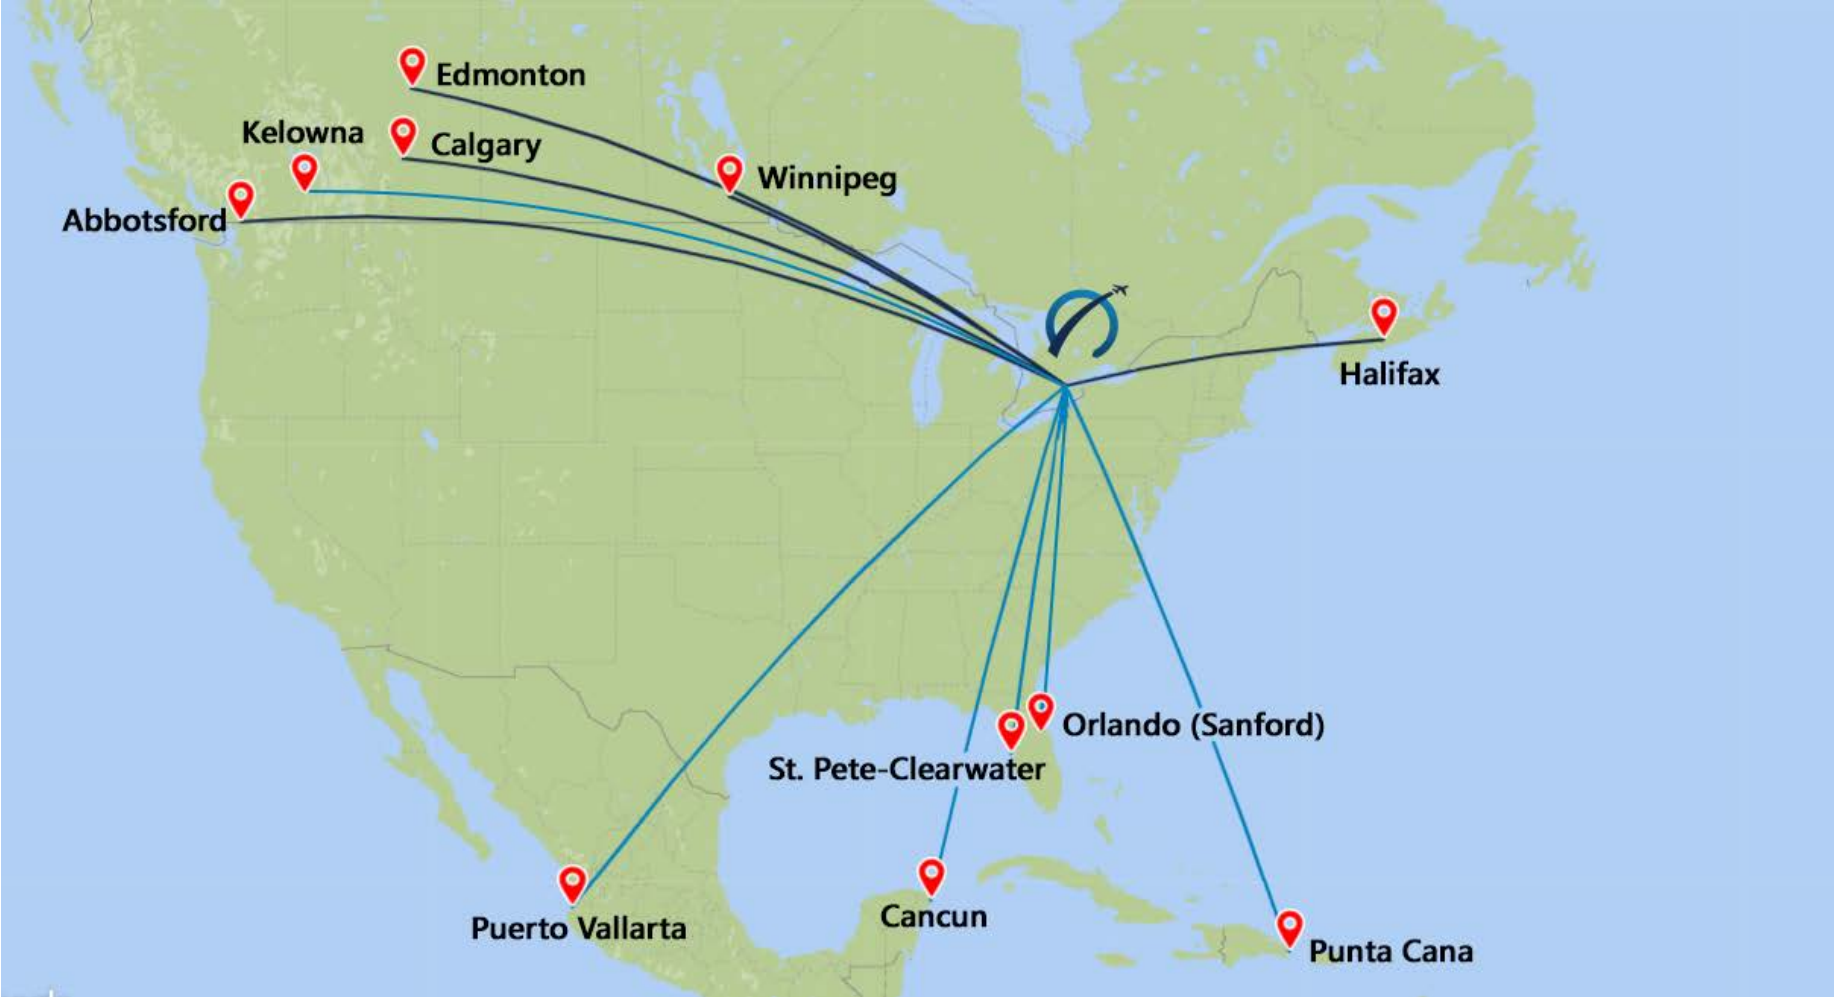 Edmonton
Kelowna
Calgary
Winnipeg
Abbotsford
Halifax
Orlando (Sanford)
St. Pete-Clearwater
Cancun
Puerto Vallarta
Punta Cana